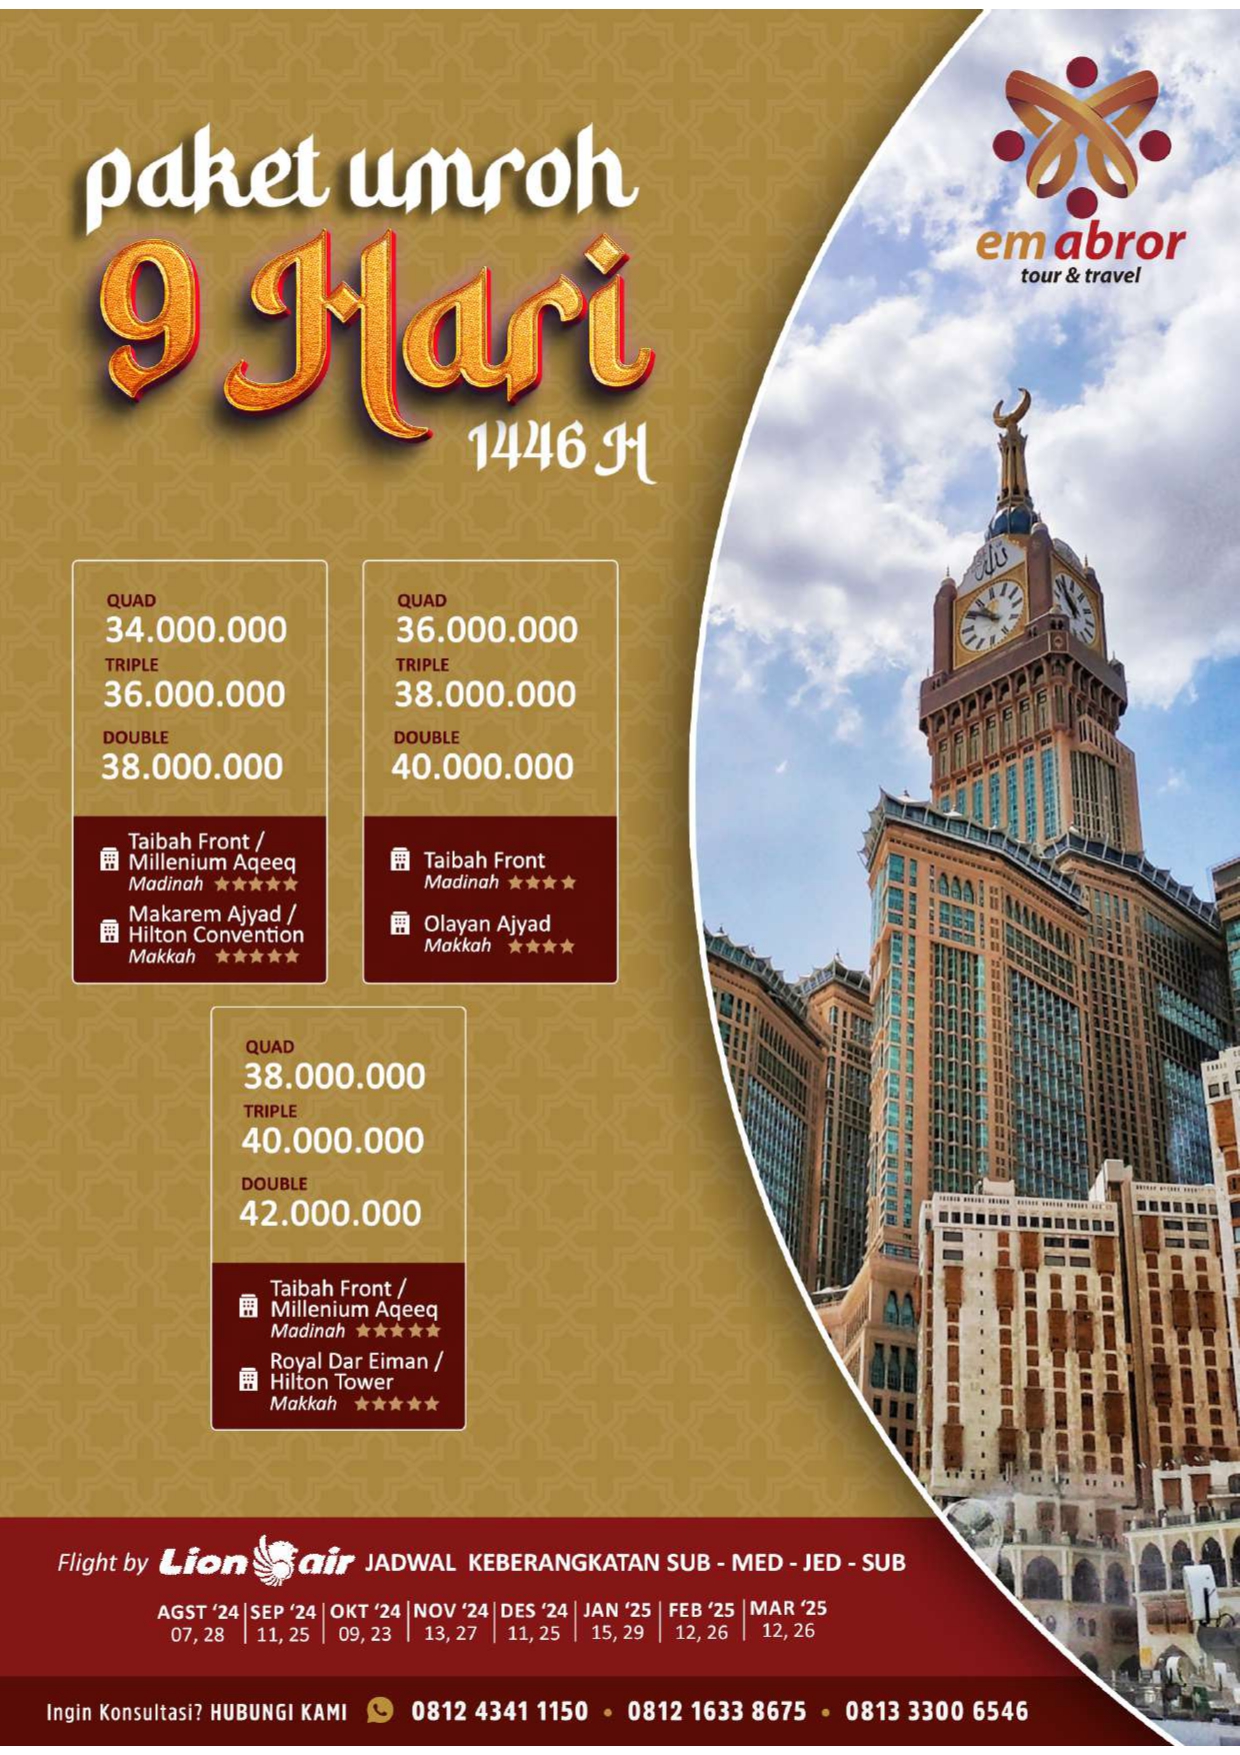 em abror
tour & travel
paket umroh
9 Hari
1446 H
QUAD
34.000.000
TRIPLE
36.000.000
DOUBLE
38.000.000
Taibah Front /
Millenium Aqeeq
Madinah
Makarem Ajyad /
Hilton Convention
Makkah
QUAD
36.000.000
TRIPLE
38.000.000
DOUBLE
40.000.000
Taibah Front
Madinah
Olayan Ajyad
Makkah
QUAD
38.000.000
TRIPLE
40.000.000
DOUBLE
42.000.000
Taibah Front /
Millenium Aqeeq
Madinah
Royal Dar Eiman /
Hilton Tower
Makkah
الله
Flight by Lion air JADWAL KEBERANGKATAN SUB - MED - JED - SUB
AGST ‘24 | SEP ‘24 | OKT ‘24 | NOV ‘24 | DES ‘24 | JAN ‘25 | FEB ‘25 | MAR ‘25
07, 28 | 11, 25 | 09, 23 | 13, 27 | 11, 25 | 15, 29 | 12, 26 | 12, 26
Ingin Konsultasi? HUBUNGI KAMI 0812 4341 1150 • 0812 1633 8675 • 0813 3300 6546